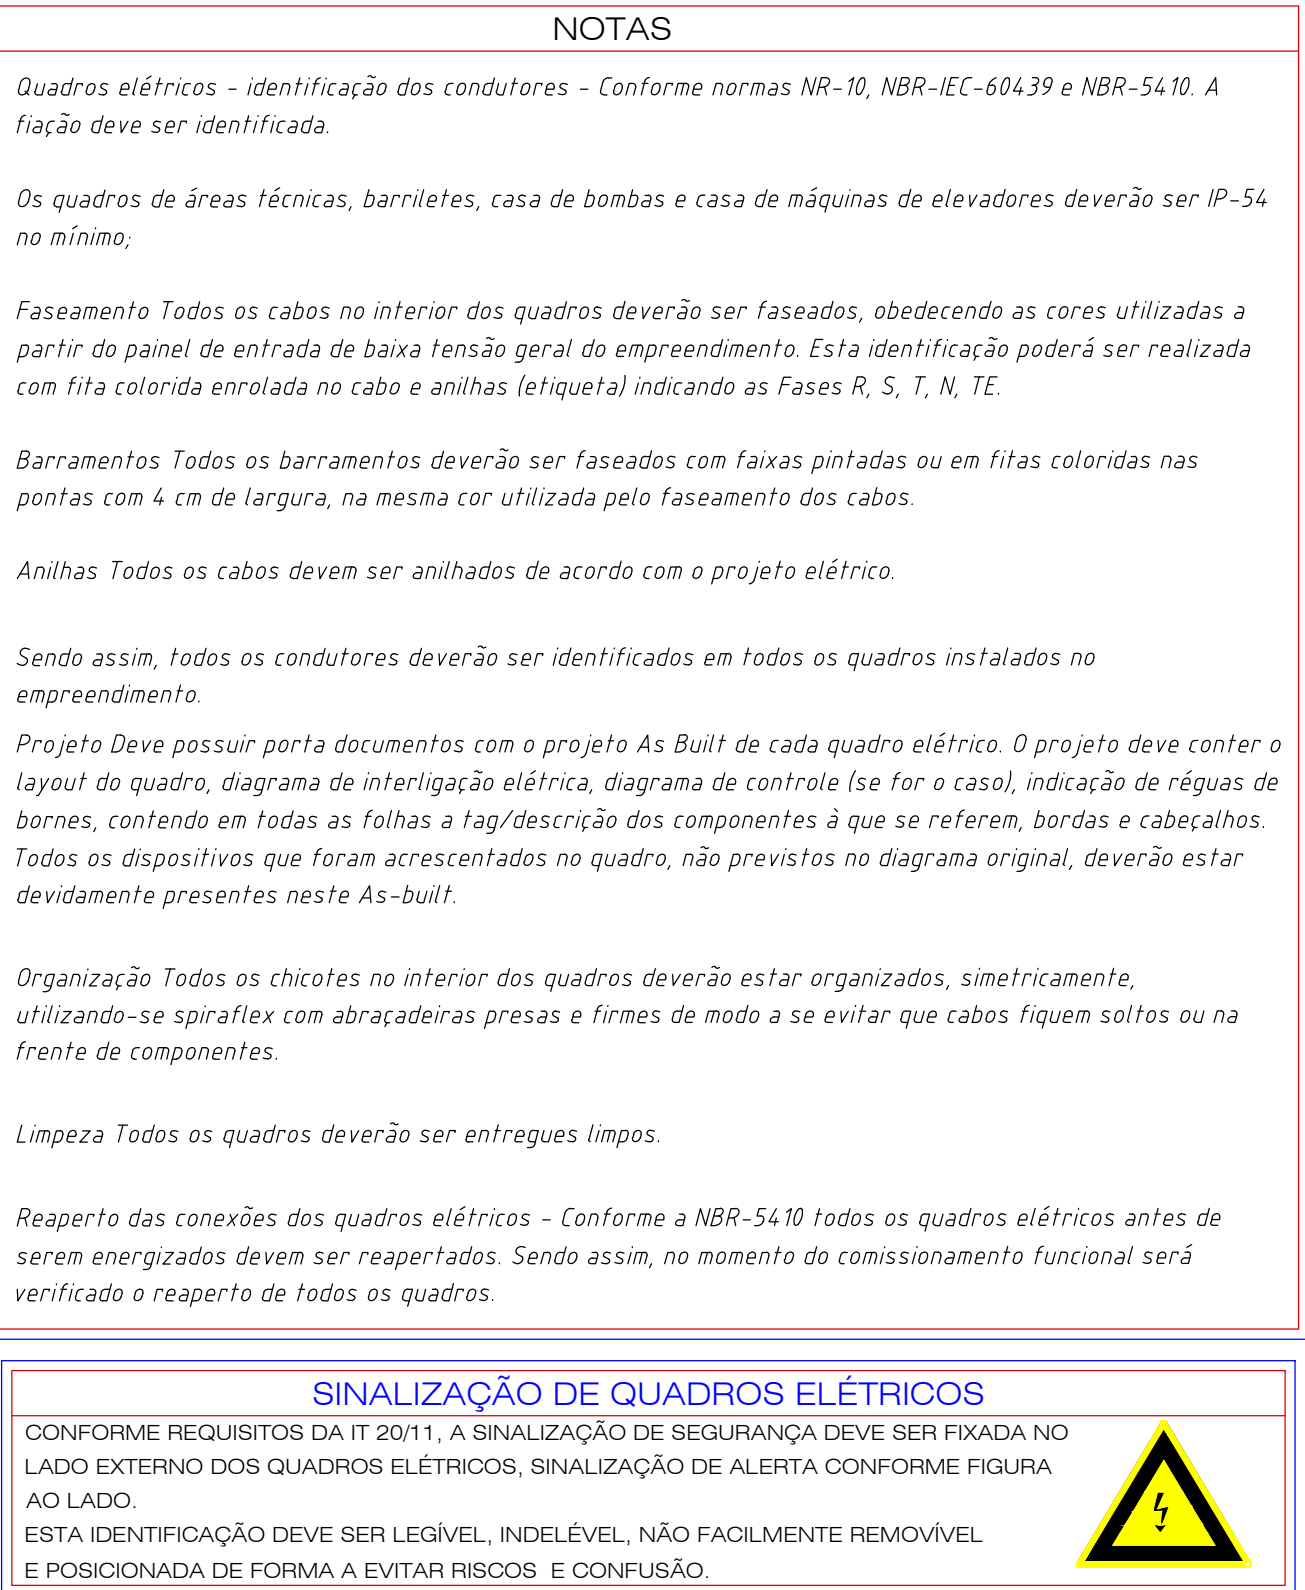 NOTAS
Quadros elétricos - identificação dos condutores - Conforme normas NR-10, NBR-IEC-60439 e NBR-5410. A
fiação deve ser identificada.
Os quadros de áreas técnicas, barriletes, casa de bombas e casa de máquinas de elevadores deverão ser IP-54
no mínimo;
Faseamento Todos os cabos no interior dos quadros deverão ser faseados, obedecendo as cores utilizadas a
partir do painel de entrada de baixa tensão geral do empreendimento. Esta identificação poderá ser realizada
com fita colorida enrolada no cabo e anilhas (etiqueta) indicando as Fases R, S, T, N, TE.
Barramentos Todos os barramentos deverão ser faseados com faixas pintadas ou em fitas coloridas nas
pontas com 4 cm de largura, na mesma cor utilizada pelo faseamento dos cabos.
Anilhas Todos os cabos devem ser anilhados de acordo com o projeto elétrico.
Sendo assim, todos os condutores deverão ser identificados em todos os quadros instalados no
empreendimento.
Projeto Deve possuir porta documentos com o projeto As Built de cada quadro elétrico. O projeto deve conter o
layout do quadro, diagrama de interligação elétrica, diagrama de controle (se for o caso), indicação de réguas de
bornes, contendo em todas as folhas a tag/descrição dos componentes à que se referem, bordas e cabeçalhos.
Todos os dispositivos que foram acrescentados no quadro, não previstos no diagrama original, deverão estar
devidamente presentes neste As-built.
Organização Todos os chicotes no interior dos quadros deverão estar organizados, simetricamente,
utilizando-se spiraflex com abraçadeiras presas e firmes de modo a se evitar que cabos fiquem soltos ou na
frente de componentes.
Limpeza Todos os quadros deverão ser entregues limpos.
Reaperto das conexões dos quadros elétricos - Conforme a NBR-5410 todos os quadros elétricos antes de
serem energizados devem ser reapertados. Sendo assim, no momento do comissionamento funcional será
verificado o reaperto de todos os quadros.
SINALIZAÇÃO DE QUADROS ELÉTRICOS
CONFORME REQUISITOS DA IT 20/11, A SINALIZAÇÃO DE SEGURANÇA DEVE SER FIXADA NO
LADO EXTERNO DOS QUADROS ELÉTRICOS, SINALIZAÇÃO DE ALERTA CONFORME FIGURA
AO LADO.
ESTA IDENTIFICAÇÃO DEVE SER LEGÍVEL, INDELÉVEL, NÃO FACILMENTE REMOVÍVEL
E POSICIONADA DE FORMA A EVITAR RISCOS E CONFUSÃO.